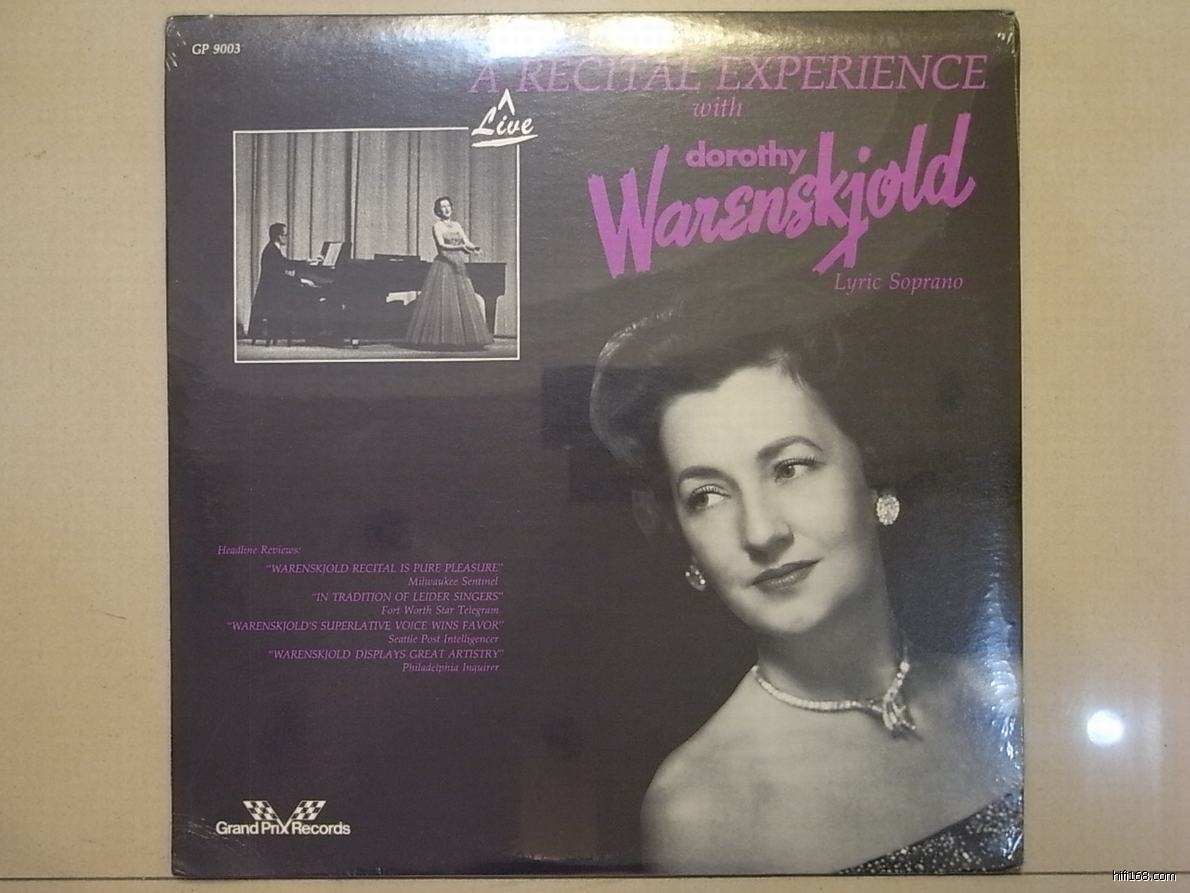 GP 9003
A RECITAL EXPERIENCE
Live
with
dorothy
Warenskjold
Lyric Soprano
Headline Reviews:
"WARENSKJOLD RECITAL IS PURE PLEASURE"
Milwaukee Sentinel
"IN TRADITION OF LEIDER SINGERS"
Fort Worth Star Telegram
"WARENSKJOLD'S SUPERLATIVE VOICE WINS FAVOR"
Seattle Post Intelligencer
"WARENSKJOLD DISPLAYS GREAT ARTISTRY"
Philadelphia Inquirer
Grand Prix Records
hifi168.com